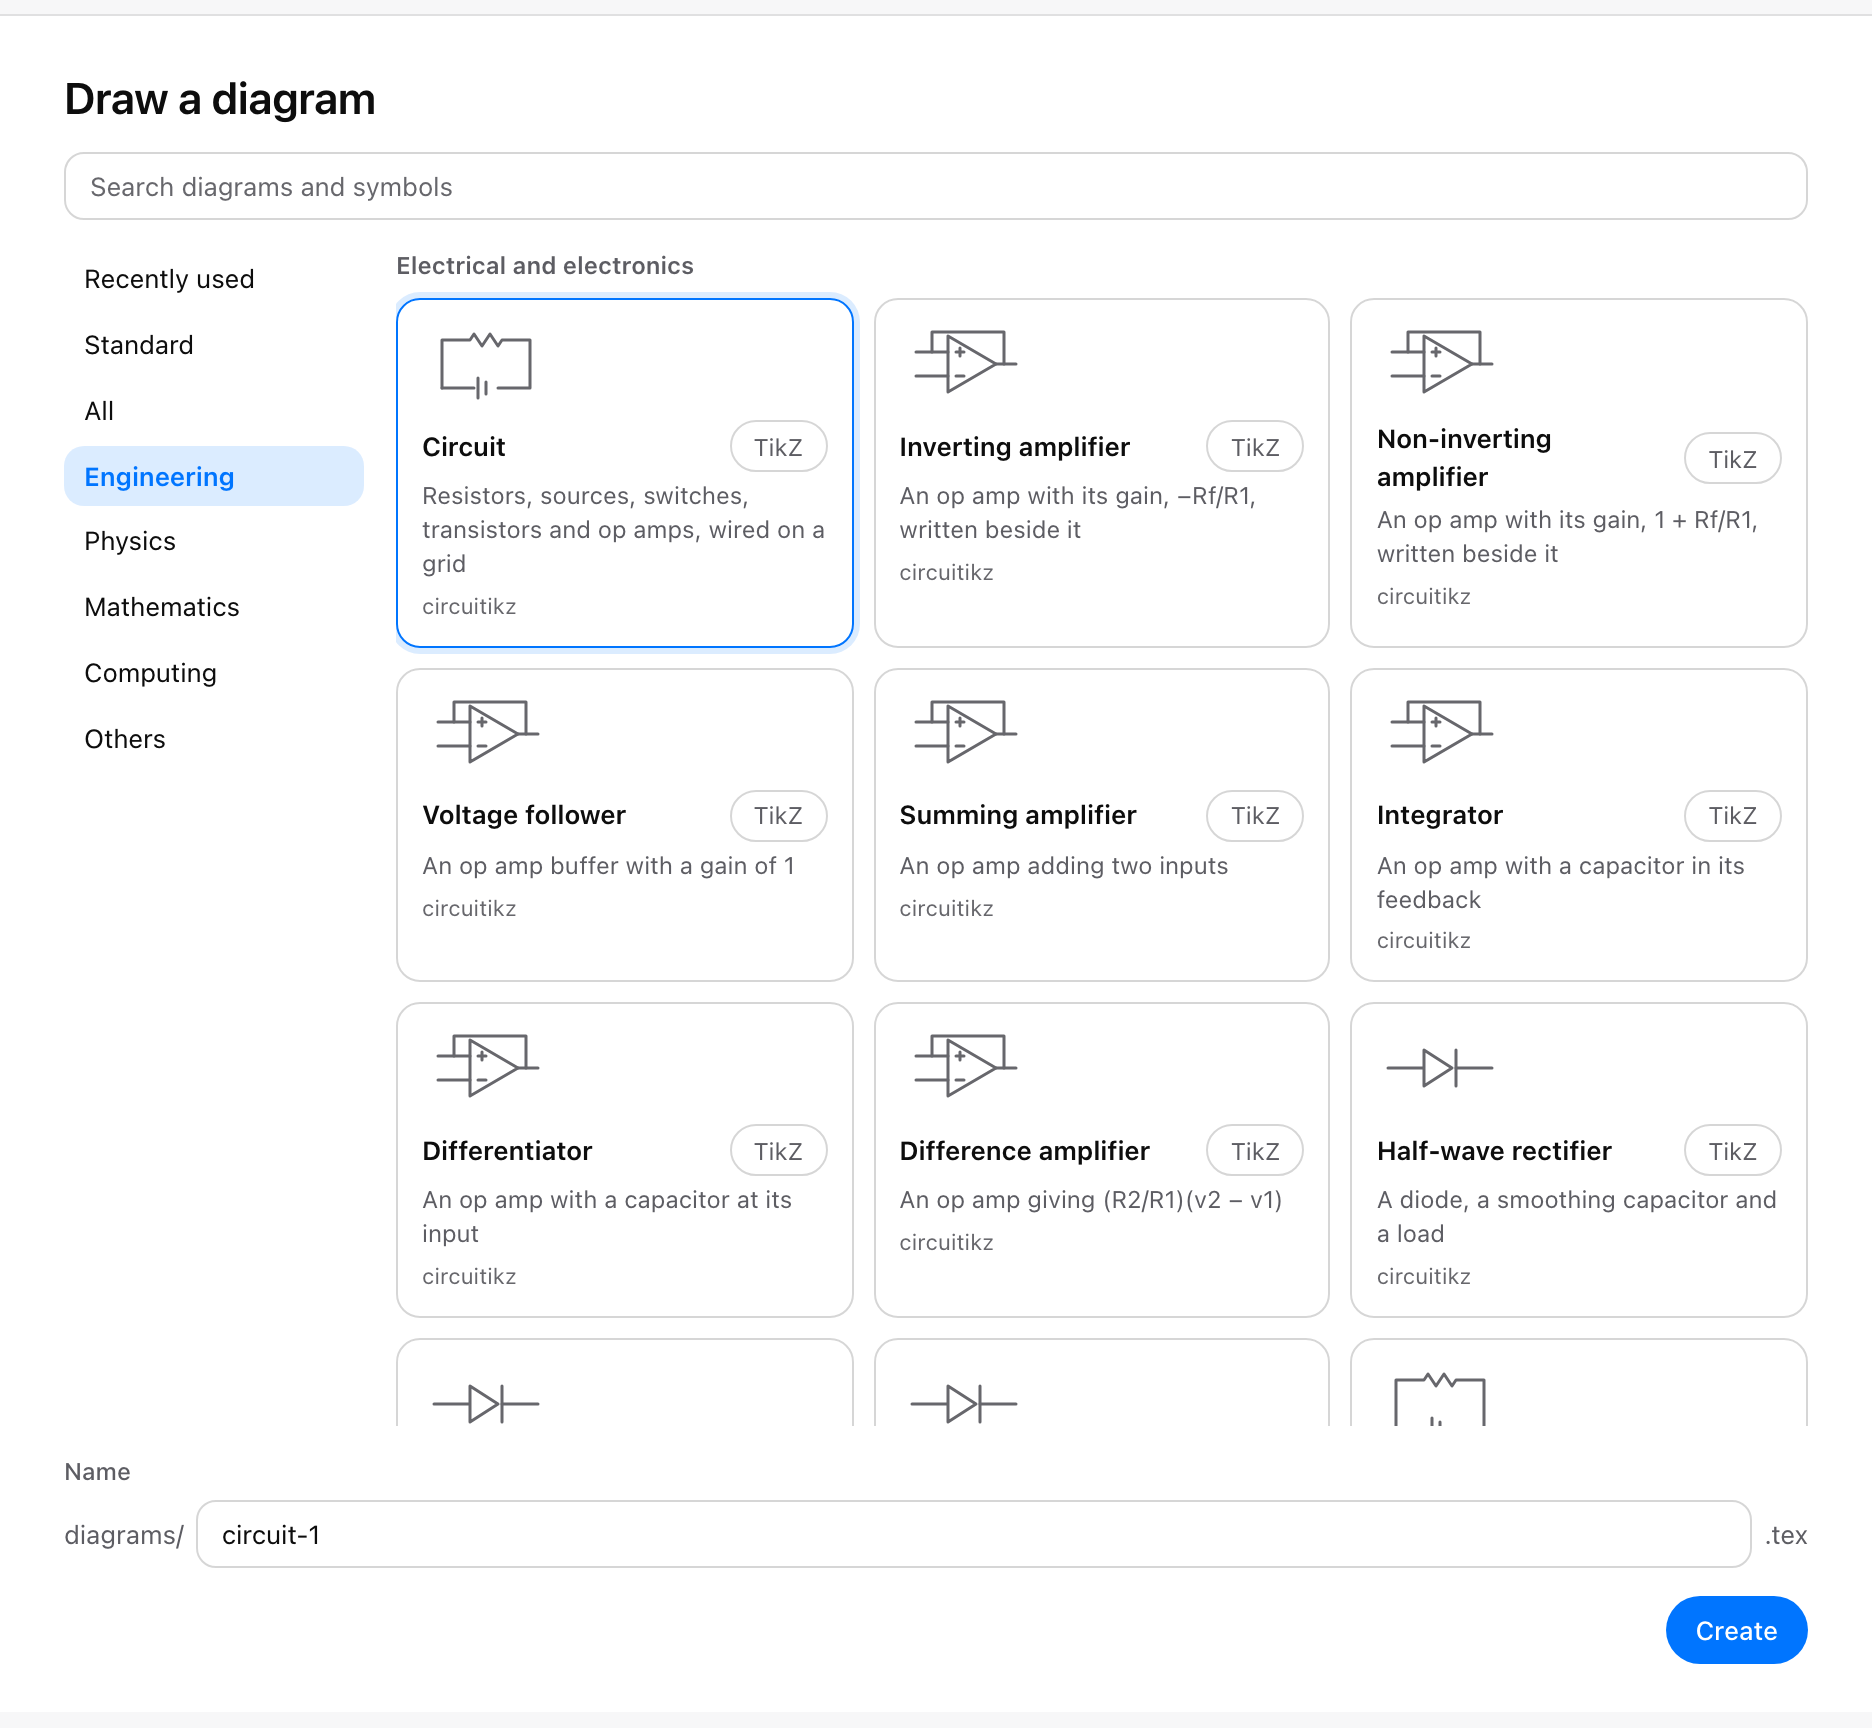 Draw a diagram
Search diagrams and symbols
Recently used
Standard
All
Engineering
Physics
Mathematics
Computing
Others
Electrical and electronics
Circuit
TikZ
Resistors, sources, switches,
transistors and op amps, wired on a
grid
circuitikz
Inverting amplifier
TikZ
An op amp with its gain, −Rf/R1,
written beside it
circuitikz
Non-inverting
amplifier
TikZ
An op amp with its gain, 1 + Rf/R1,
written beside it
circuitikz
Voltage follower
TikZ
An op amp buffer with a gain of 1
circuitikz
Summing amplifier
TikZ
An op amp adding two inputs
circuitikz
Integrator
TikZ
An op amp with a capacitor in its
feedback
circuitikz
Differentiator
TikZ
An op amp with a capacitor at its
input
circuitikz
Difference amplifier
TikZ
An op amp giving (R2/R1)(v2 − v1)
circuitikz
Half-wave rectifier
TikZ
A diode, a smoothing capacitor and
a load
circuitikz
Name
diagrams/ circuit-1 .tex
Create